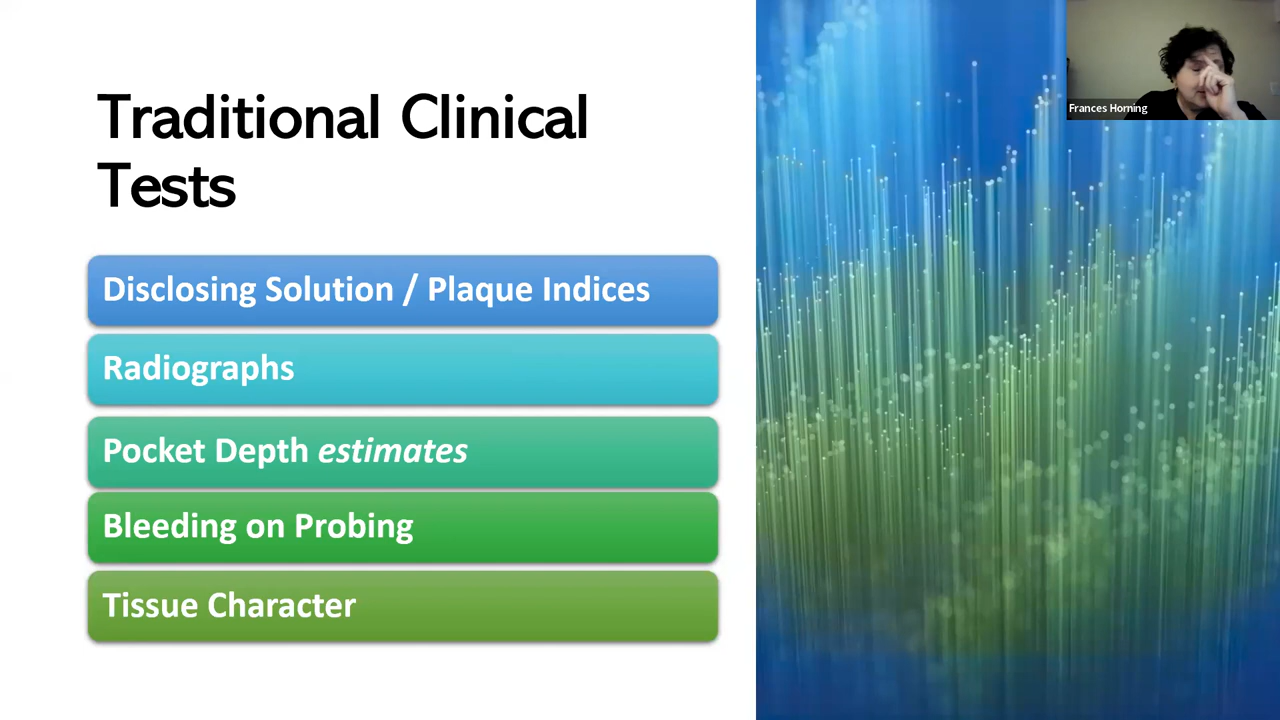 Traditional Clinical
Tests
Disclosing Solution / Plaque Indices
Radiographs
Pocket Depth estimates
Bleeding on Probing
Tissue Character
Frances Horning